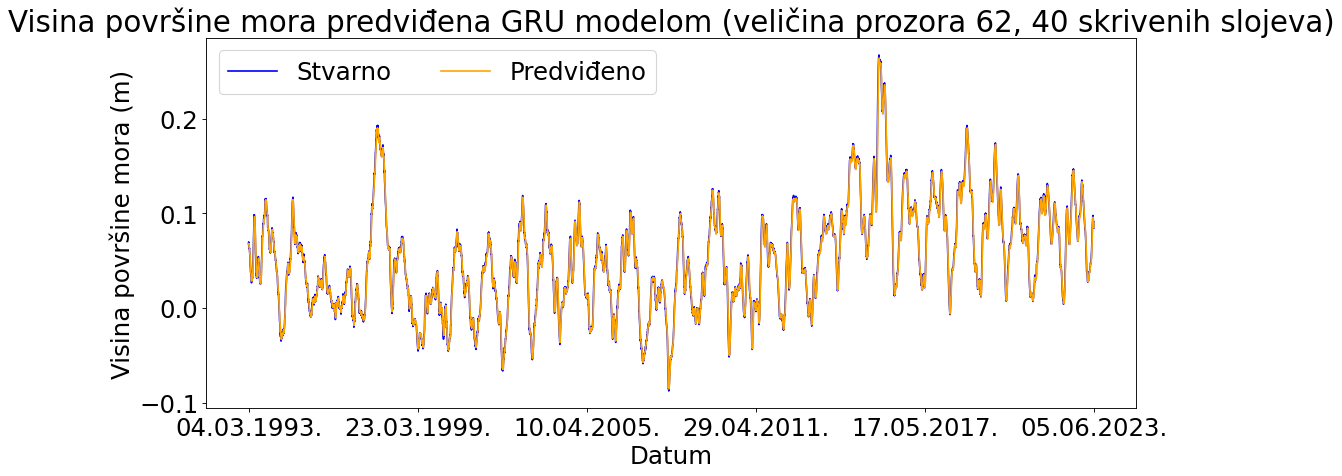 Visina površine mora predviđena GRU modelom (veličina prozora 62, 40 skrivenih slojeva)
Stvarno Predviđeno
Visina površine mora (m)
0.2
0.1
0.0
−0.1
04.03.1993. 23.03.1999. 10.04.2005. 29.04.2011. 17.05.2017. 05.06.2023.
Datum